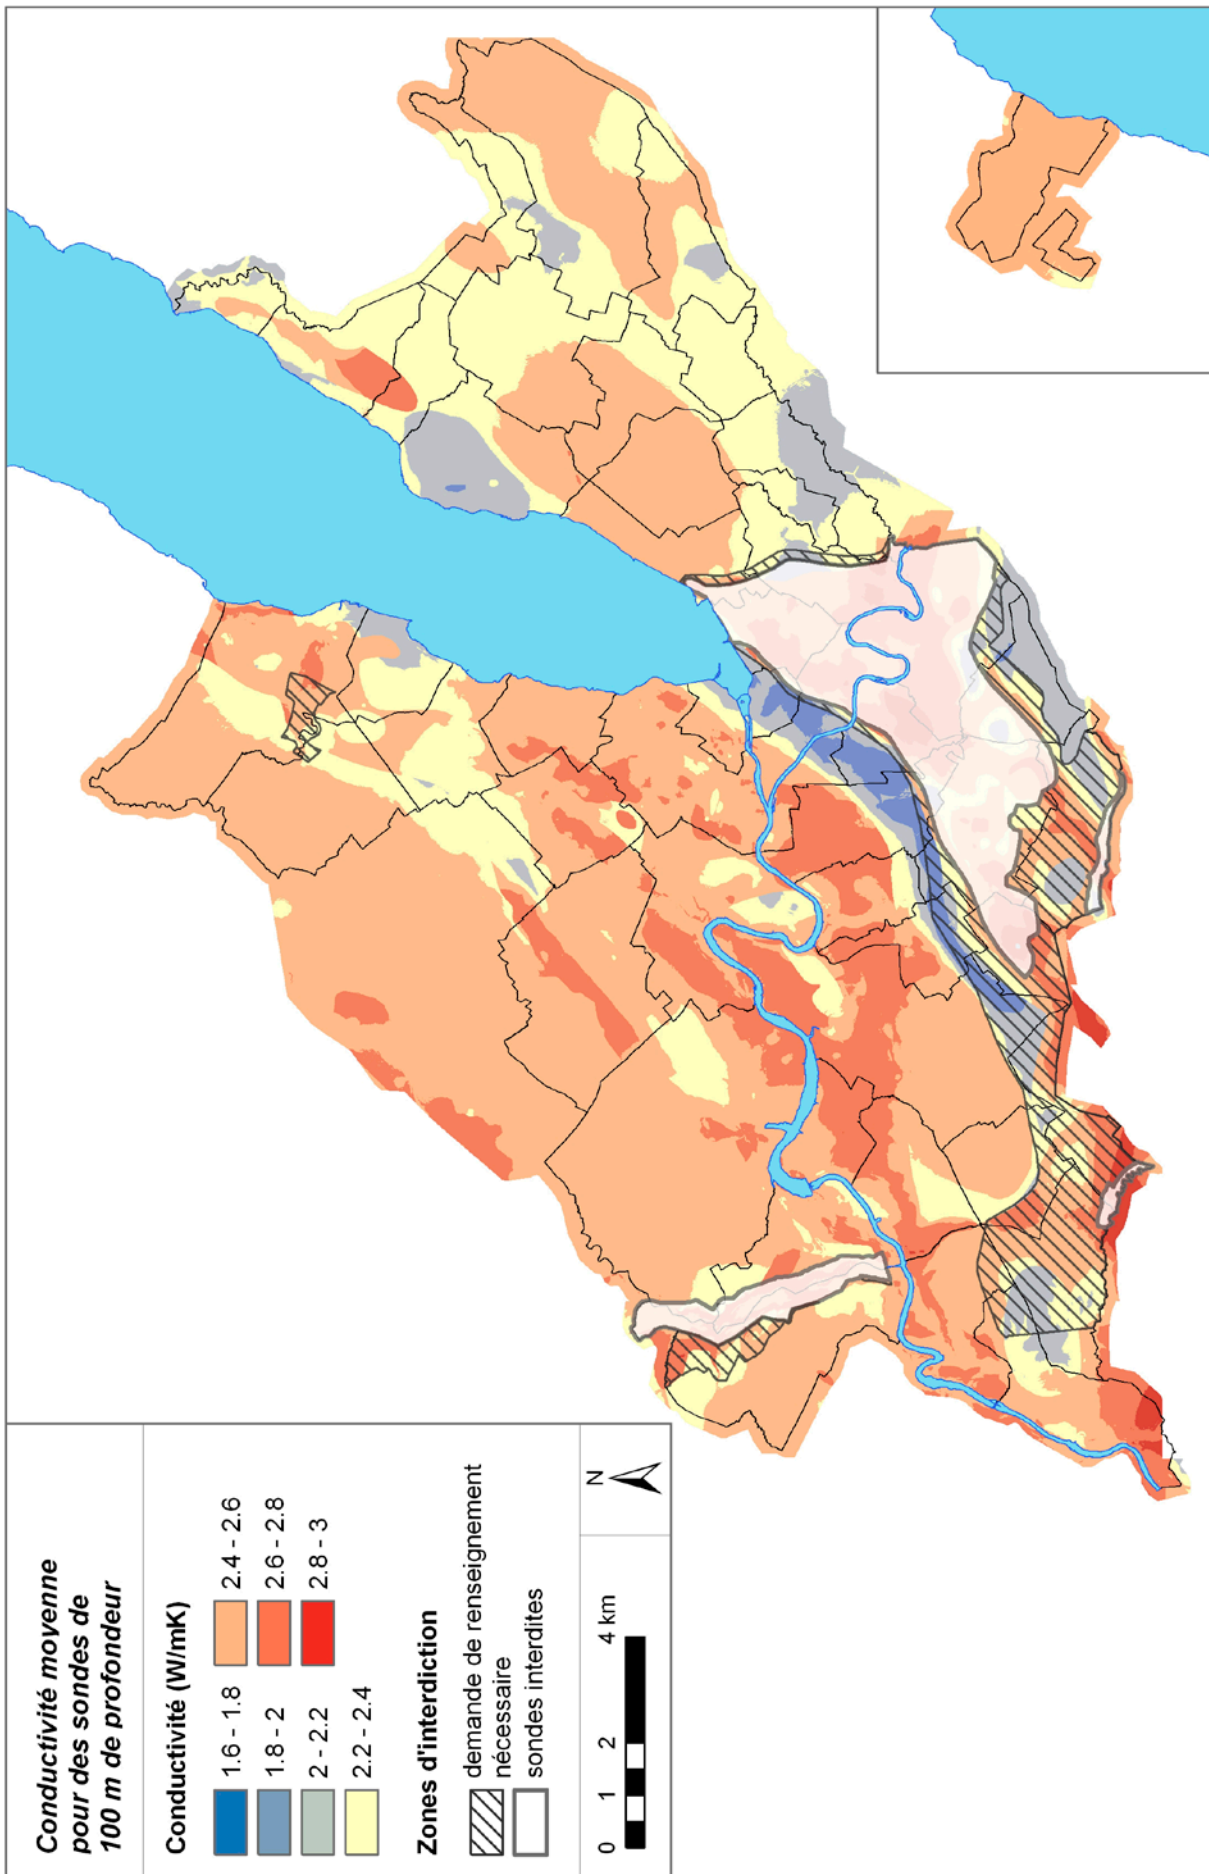 Conductivité moyenne
pour des sondes de
100 m de profondeur
Conductivité (W/mK)
1.6 - 1.8
1.8 - 2
2 - 2.2
2.2 - 2.4
2.4 - 2.6
2.6 - 2.8
2.8 - 3
Zones d'interdiction
demande de renseignement
nécessaire
sondes interdites
0 1 2 4 km
N